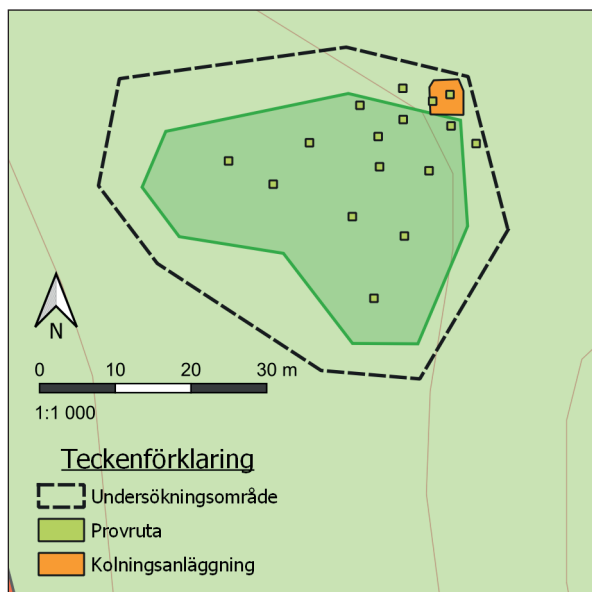 N
0 10 20 30 m
1:1 000
Teckenförklaring
Undersökningsområde
Provruta
Kolningsanläggning